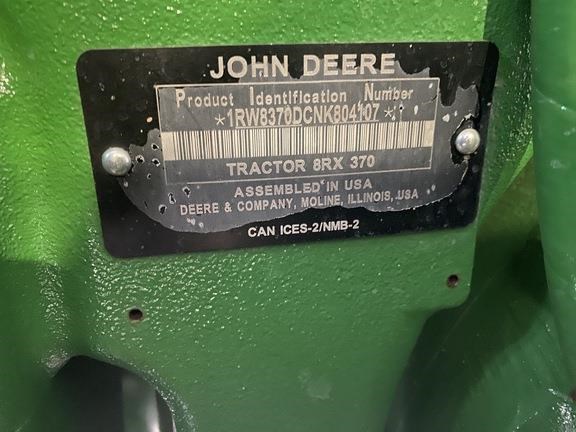 JOHN DEERE
Product Identification Number
*1RW8370DCNK804107*
TRACTOR 8RX 370
ASSEMBLED IN USA
DEERE & COMPANY, MOLINE, ILLINOIS, USA
CAN ICES-2/NMB-2